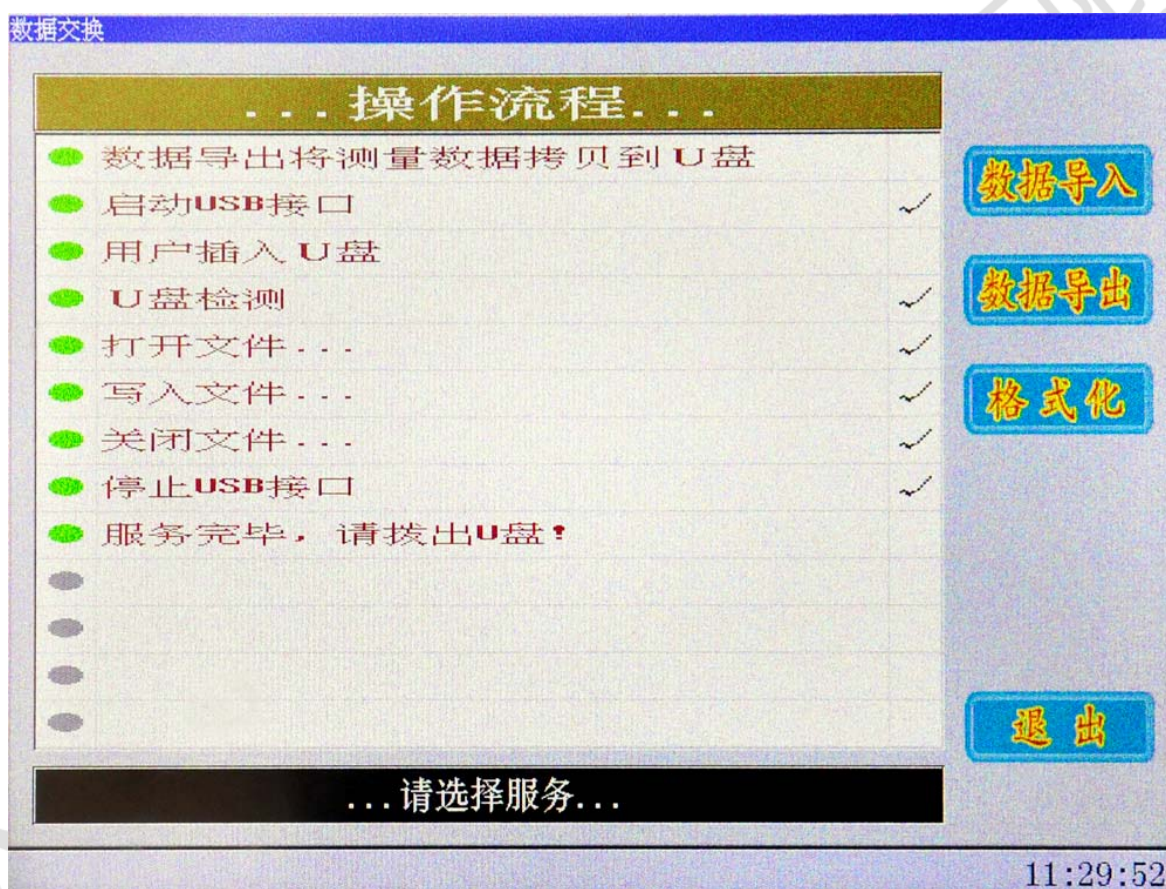 数据交换
...操作流程...
数据导出将测量数据拷贝到U盘
启动USB接口
用户插入U盘
U盘检测
打开文件...
写入文件...
关闭文件...
停止USB接口
服务完毕，请拨出U盘！
数据导入
数据导出
格式化
退出
...请选择服务...
11:29:52